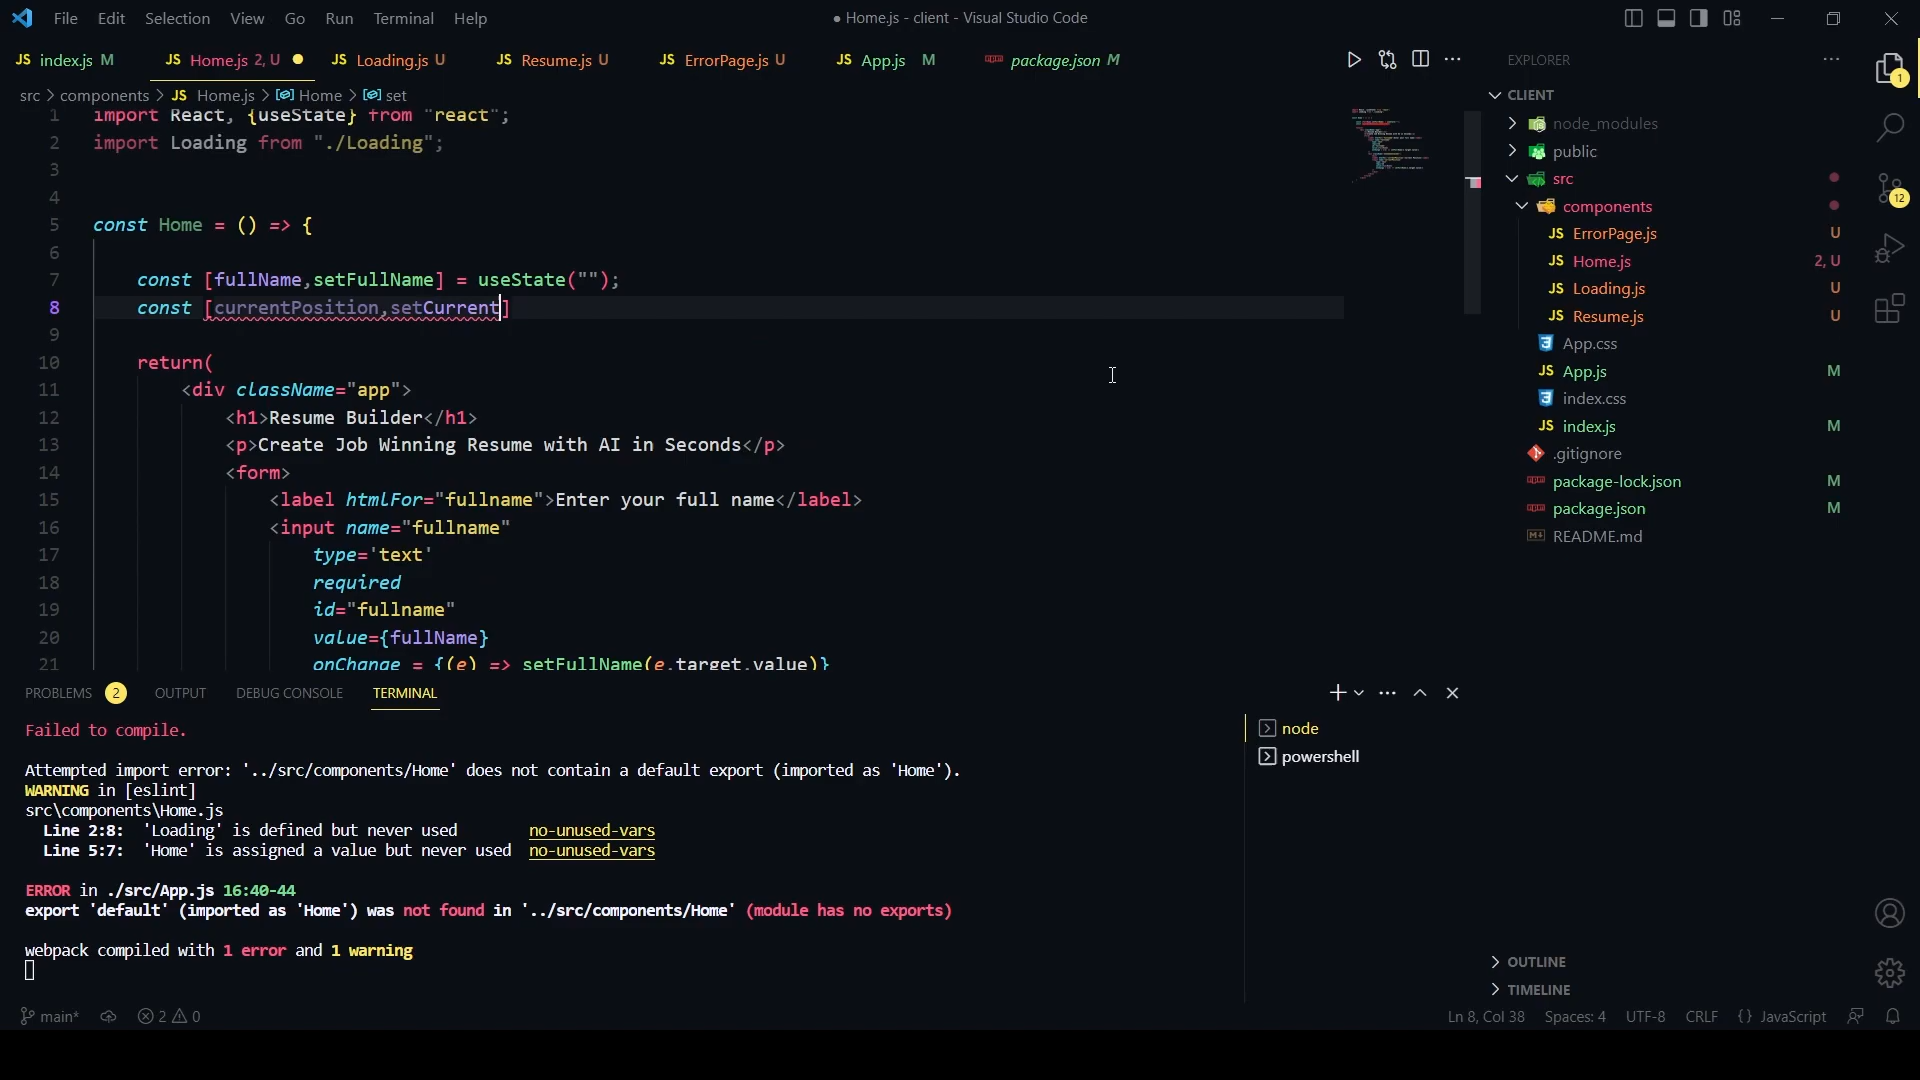 File Edit Selection View Go Run Terminal Help
● Home.js - client - Visual Studio Code
JS index.js M JS Home.js 2, U ● JS Loading.js U JS Resume.js U JS ErrorPage.js U JS App.js M package.json M
src > components > JS Home.js > Home > set
1 import React, {useState} from "react";
2 import Loading from "./Loading";
3
4
5 const Home = () => {
6
7 const [fullName,setFullName] = useState("");
8 const [currentPosition,setCurrent]
9
10 return(
11 <div className="app">
12 <h1>Resume Builder</h1>
13 <p>Create Job Winning Resume with AI in Seconds</p>
14 <form>
15 <label htmlFor="fullname">Enter your full name</label>
16 <input name="fullname"
17 type='text'
18 required
19 id="fullname"
20 value={fullName}
21 onChange = {(e) => setFullName(e.target.value)}
PROBLEMS 2 OUTPUT DEBUG CONSOLE TERMINAL
Failed to compile.
Attempted import error: '../src/components/Home' does not contain a default export (imported as 'Home').
WARNING in [eslint]
src\components\Home.js
Line 2:8: 'Loading' is defined but never used no-unused-vars
Line 5:7: 'Home' is assigned a value but never used no-unused-vars
ERROR in ./src/App.js 16:40-44
export 'default' (imported as 'Home') was not found in '../src/components/Home' (module has no exports)
webpack compiled with 1 error and 1 warning
node
powershell
EXPLORER
CLIENT
node_modules
public
src
components
JS ErrorPage.js U
JS Home.js 2, U
JS Loading.js U
JS Resume.js U
App.css
JS App.js M
index.css
JS index.js M
.gitignore
package-lock.json M
package.json M
README.md
OUTLINE
TIMELINE
1
12
main* 2 0
Ln 8, Col 38 Spaces: 4 UTF-8 CRLF {} JavaScript